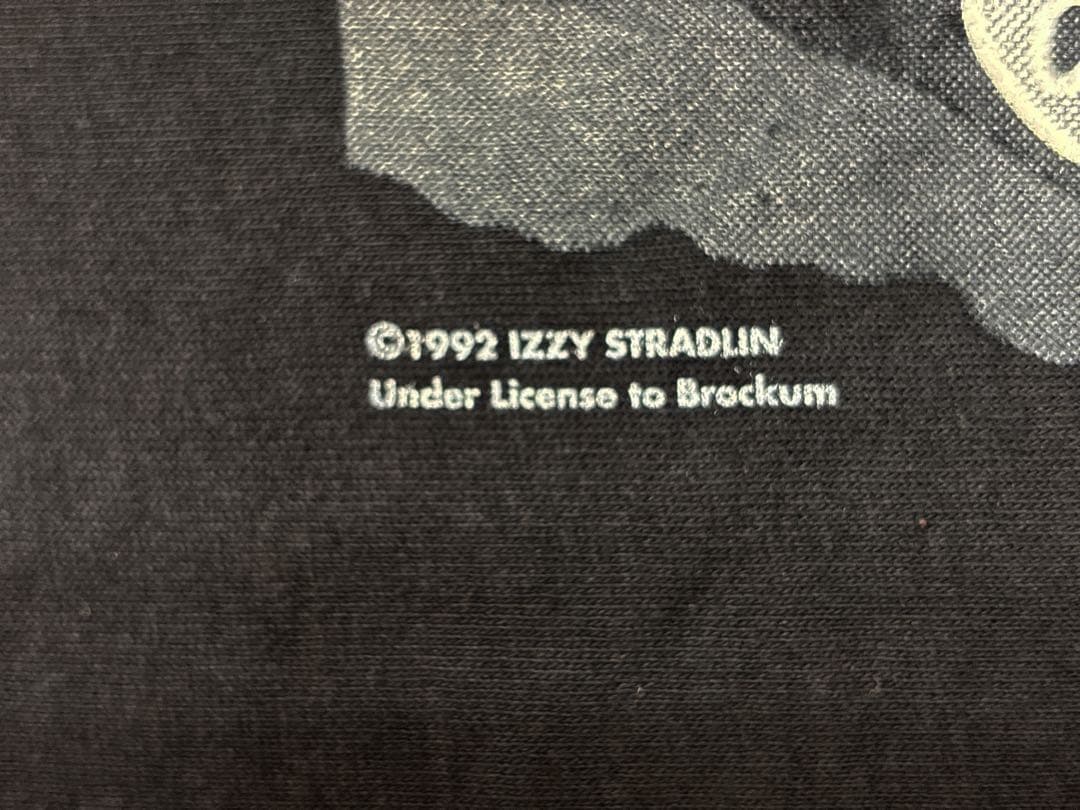 ©1992 IZZY STRADLIN
Under License to Brockum